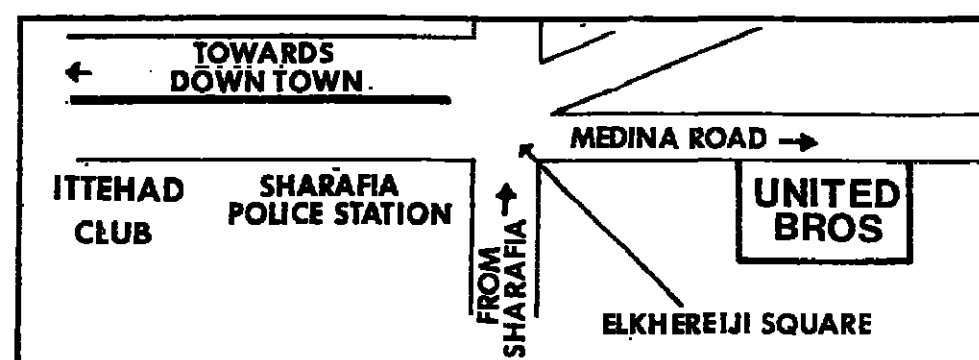 TOWARDS
DOWN TOWN
MEDINA ROAD
ITTEHAD
CLUB
SHARAFIA
POLICE STATION
FROM
SHARAFIA
UNITED
BROS
ELKHEREIJI SQUARE